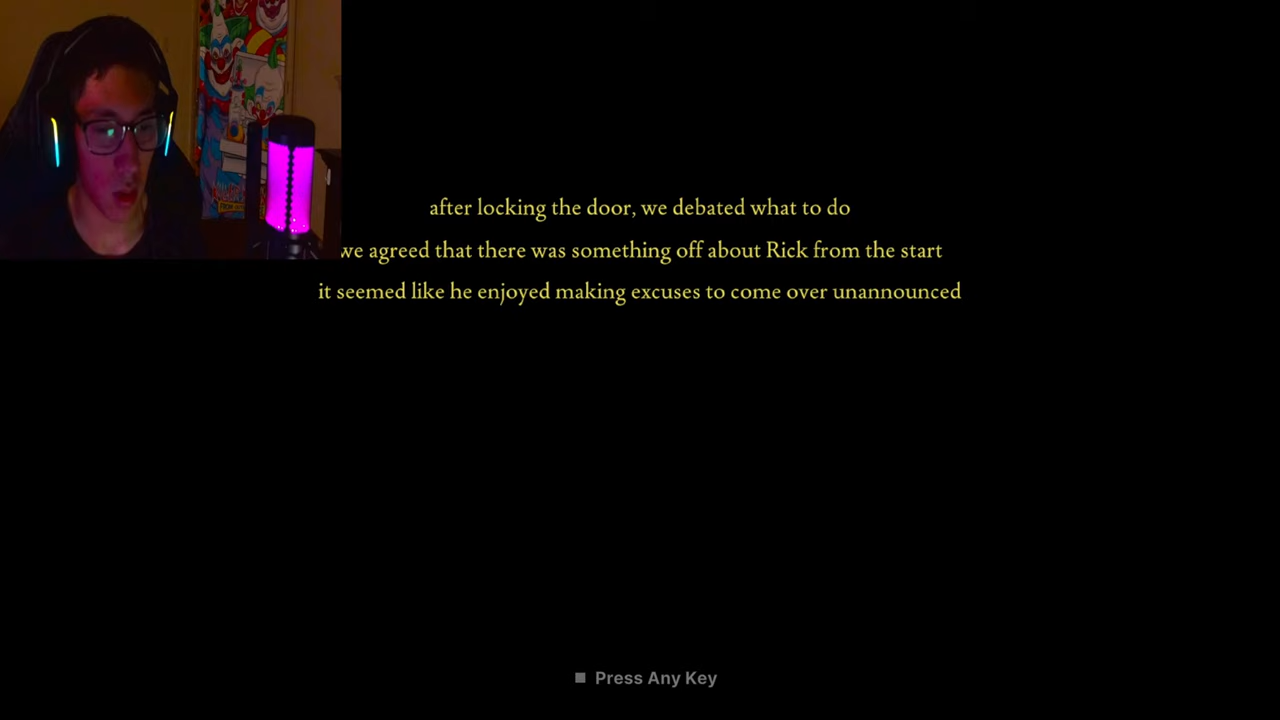 after locking the door, we debated what to do
we agreed that there was something off about Rick from the start
it seemed like he enjoyed making excuses to come over unannounced
Press Any Key